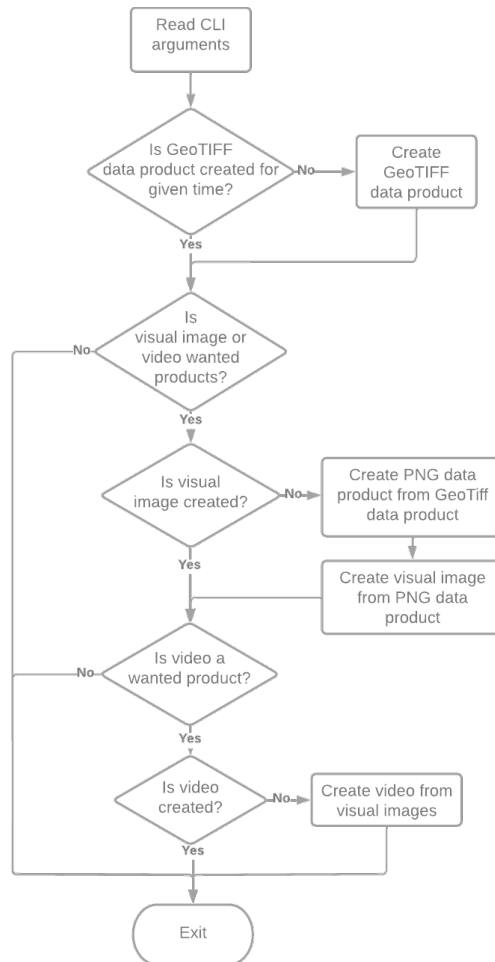 Read CLI
arguments
Is GeoTIFF
data product created for
given time?
No
Create
GeoTIFF
data product
Yes
Is
visual image or
video wanted
products?
No
Yes
Is visual
image created?
No
Create PNG data
product from GeoTiff
data product
Yes
Create visual image
from PNG data
product
Is video a
wanted product?
No
Yes
Is video
created?
No
Create video from
visual images
Yes
Exit